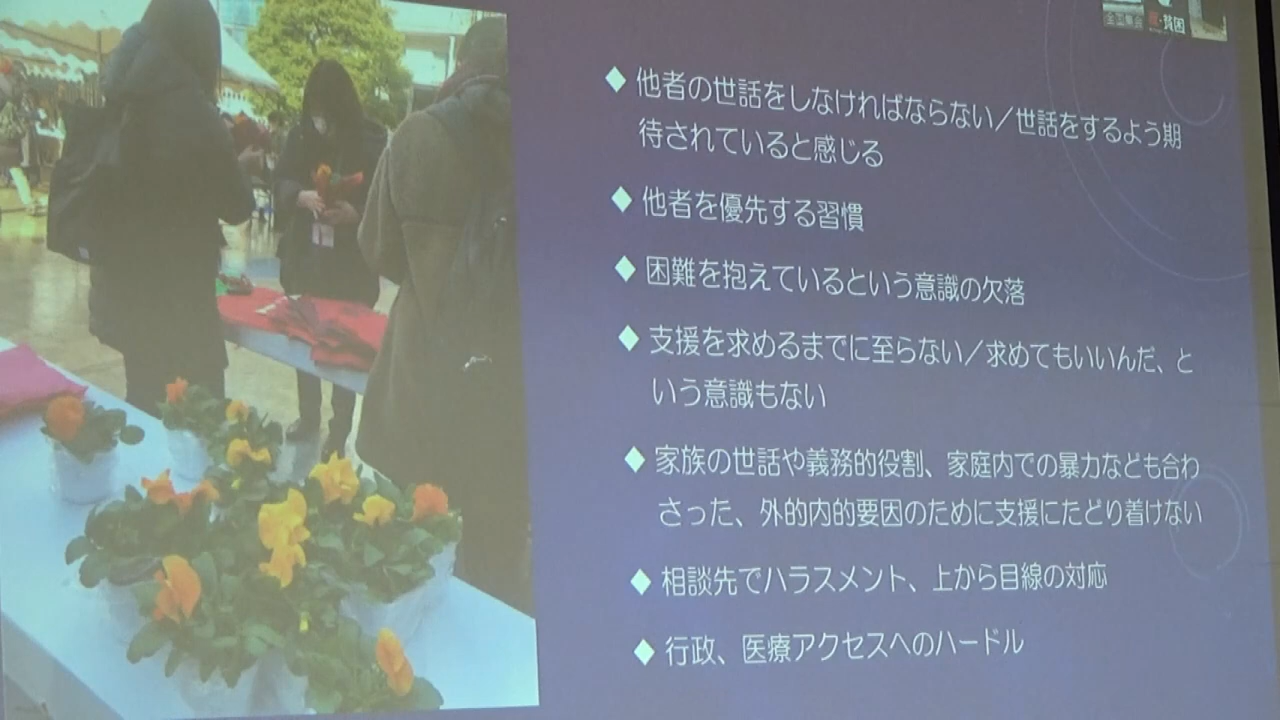 全国集会 反・貧困
◆ 他者の世話をしなければならない／世話をするよう期
待されていると感じる
◆ 他者を優先する習慣
◆ 困難を抱えているという意識の欠落
◆ 支援を求めるまでに至らない／求めてもいいんだ、と
いう意識もない
◆ 家族の世話や義務的役割、家庭内での暴力なども合わ
さった、外的内的要因のために支援にたどり着けない
◆ 相談先でハラスメント、上から目線の対応
◆ 行政、医療アクセスへのハードル